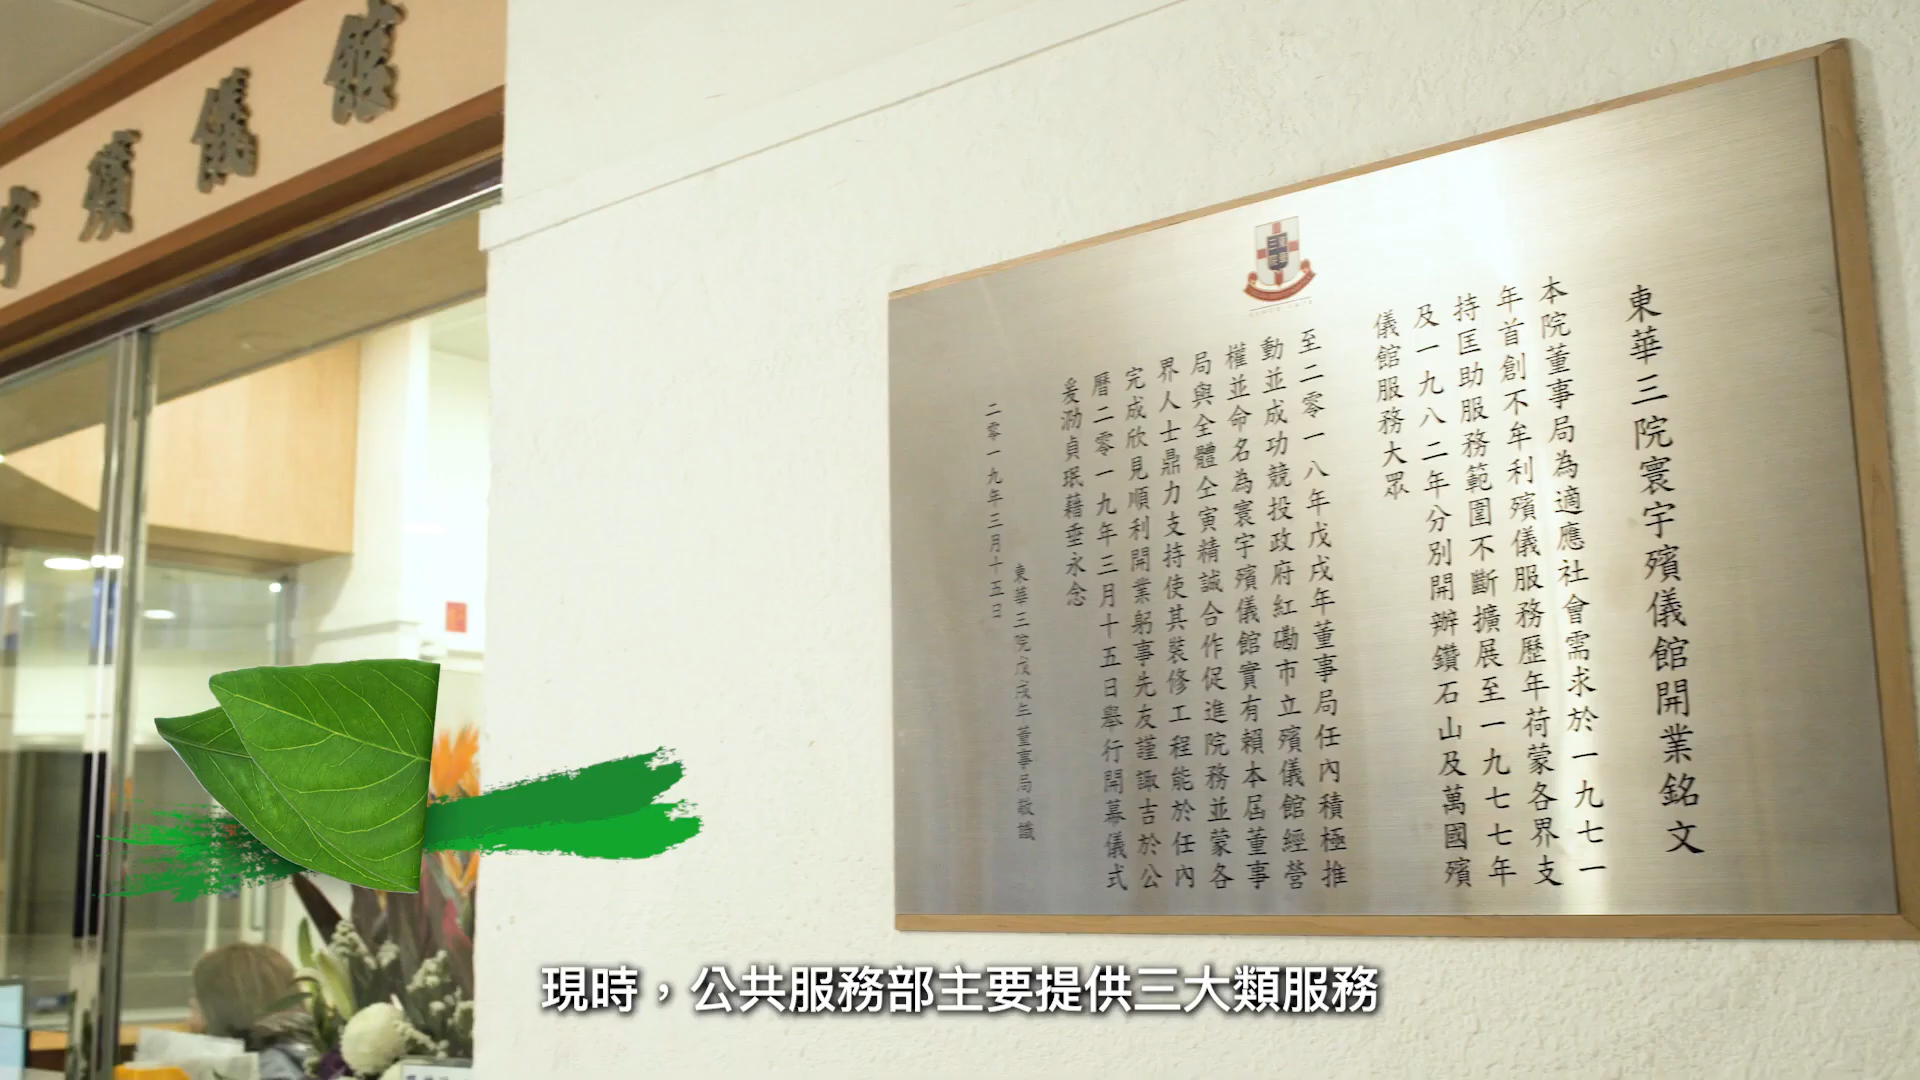 宇殯儀館
東華三院
東華三院寰宇殯儀館開業銘文
本院董事局為適應社會需求於一九七一
年首創不牟利殯儀服務歷年荷蒙各界支
持匡助服務範圍不斷擴展至一九七七年
及一九八二年分別開辦鑽石山及萬國殯
儀館服務大眾
至二零一八年戊戌年董事局任內積極推
動並成功競投政府紅磡市立殯儀館經營
權並命名為寰宇殯儀館實有賴本屆董事
局與全體仝寅精誠合作促進院務並蒙各
界人士鼎力支持使其裝修工程能於任內
完成欣見順利開業躬事先友謹諏吉於公
曆二零一九年三月十五日舉行開幕儀式
爰泐貞珉藉垂永念
東華三院戊戌年董事局敬識
二零一九年三月十五日
現時，公共服務部主要提供三大類服務